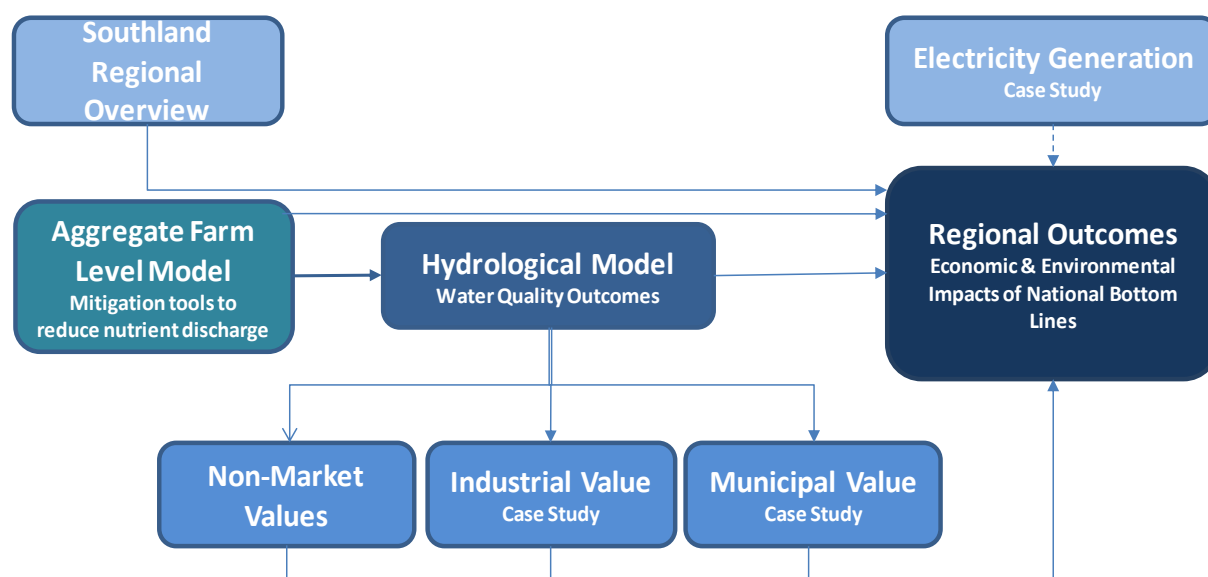 Southland
Regional
Overview
Electricity Generation
Case Study
Aggregate Farm
Level Model
Mitigation tools to
reduce nutrient discharge
Hydrological Model
Water Quality Outcomes
Regional Outcomes
Economic & Environmental
Impacts of National Bottom
Lines
Non-Market
Values
Industrial Value
Case Study
Municipal Value
Case Study